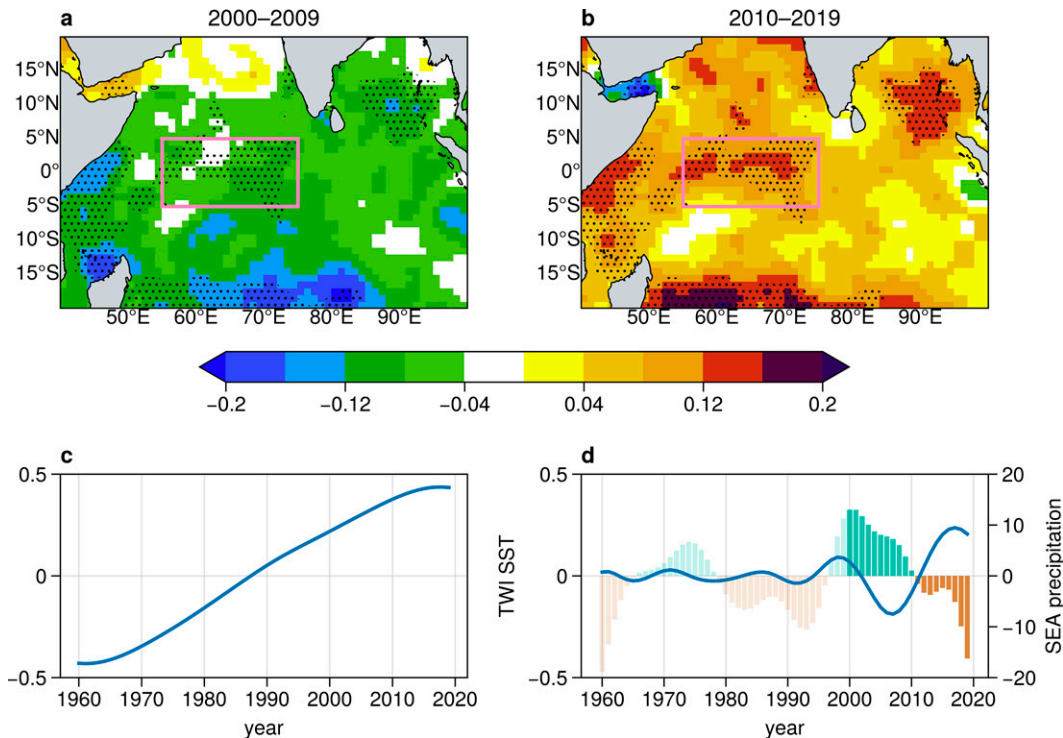 a 2000–2009
b 2010–2019
15°N 10°N 5°N 0° 5°S 10°S 15°S
15°N 10°N 5°N 0° 5°S 10°S 15°S
50°E 60°E 70°E 80°E 90°E
50°E 60°E 70°E 80°E 90°E
−0.2 −0.12 −0.04 0.04 0.12 0.2
c
0.5
0
−0.5
1960 1970 1980 1990 2000 2010 2020
year
d
TWI SST
0.5
0
−0.5
20
10
0
−10
−20
SEA precipitation
1960 1970 1980 1990 2000 2010 2020
year